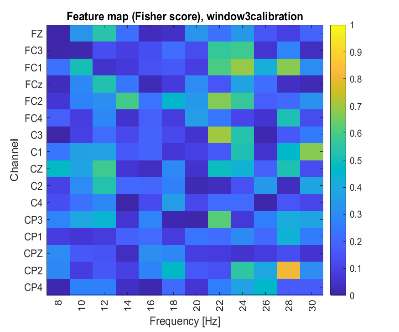 Feature map (Fisher score), window3calibration
FZ
FC3
FC1
FCz
FC2
FC4
C3
C1
CZ
C2
C4
CP3
CP1
CPZ
CP2
CP4
Channel
8 10 12 14 16 18 20 22 24 26 28 30
Frequency [Hz]
1
0.9
0.8
0.7
0.6
0.5
0.4
0.3
0.2
0.1
0